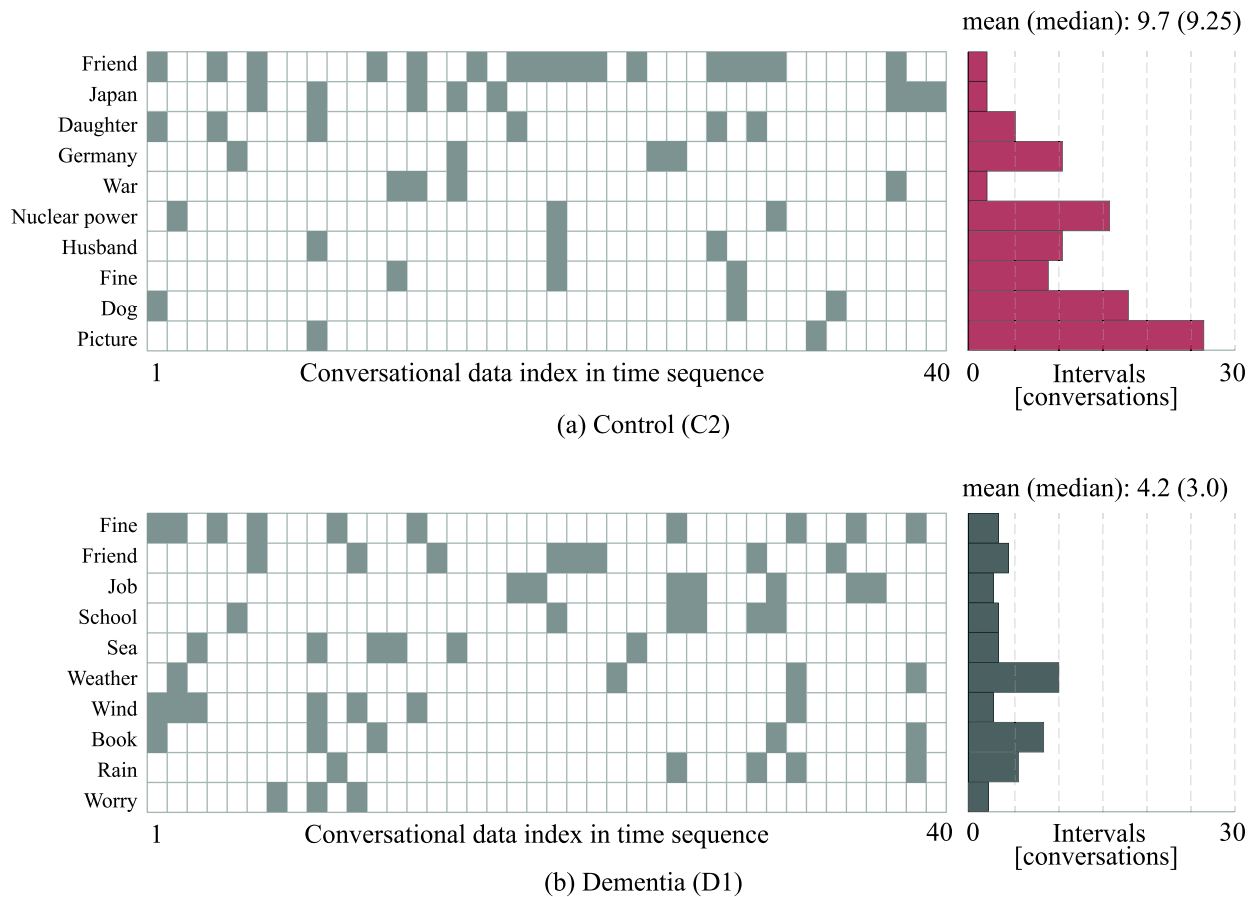 mean (median): 9.7 (9.25)
Friend
Japan
Daughter
Germany
War
Nuclear power
Husband
Fine
Dog
Picture
1 Conversational data index in time sequence 40
0 Intervals 30
[conversations]
(a) Control (C2)
mean (median): 4.2 (3.0)
Fine
Friend
Job
School
Sea
Weather
Wind
Book
Rain
Worry
1 Conversational data index in time sequence 40
0 Intervals 30
[conversations]
(b) Dementia (D1)